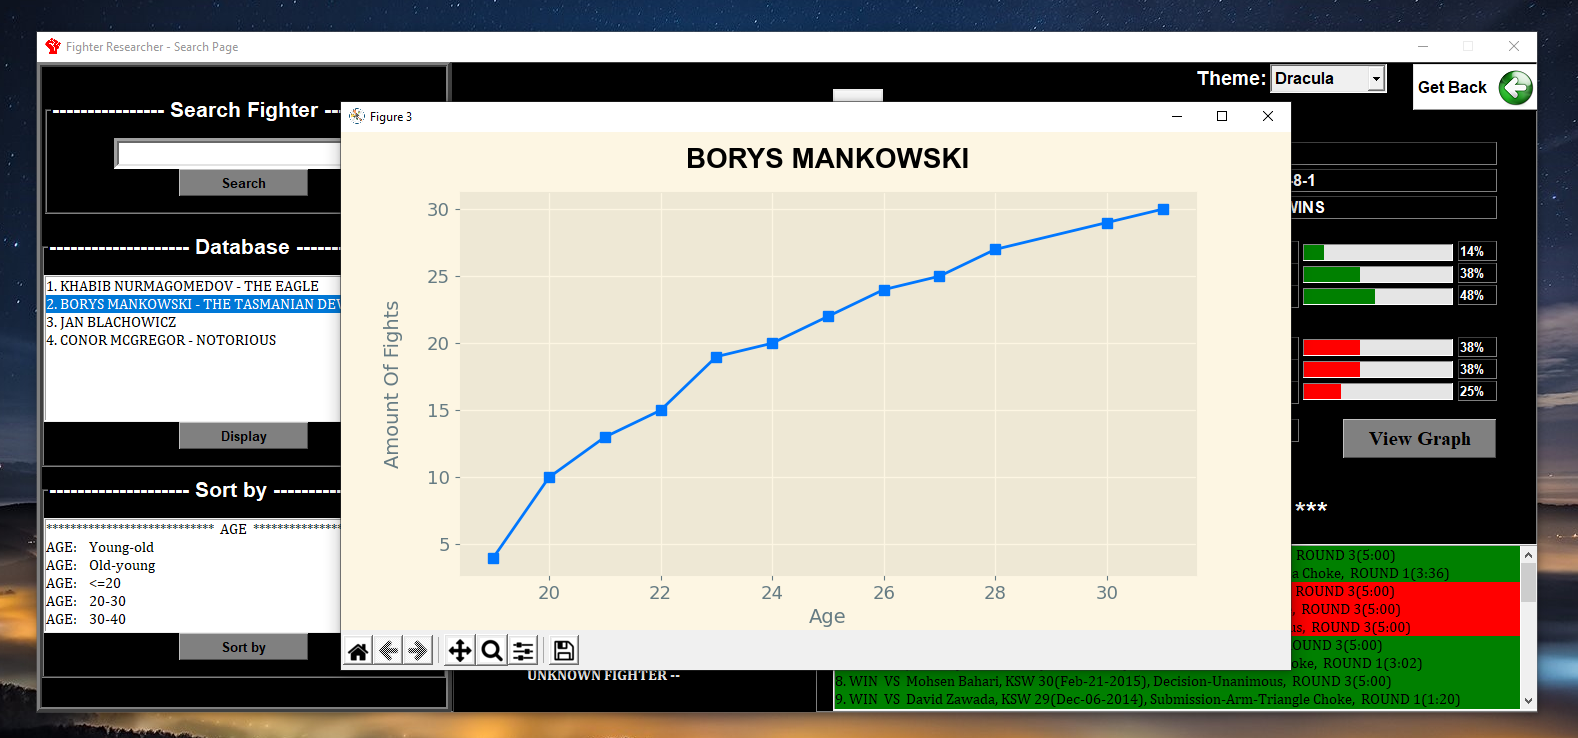 Fighter Researcher - Search Page
Theme: Dracula
Get Back
---------------- Search Fighter ---
Search
-------------------- Database -------
1. KHABIB NURMAGOMEDOV - THE EAGLE
2. BORYS MANKOWSKI - THE TASMANIAN DEV
3. JAN BLACHOWICZ
4. CONOR MCGREGOR - NOTORIOUS
Display
-------------------- Sort by ----------
**************************** AGE ***************
AGE: Young-old
AGE: Old-young
AGE: <=20
AGE: 20-30
AGE: 30-40
Sort by
Figure 3
BORYS MANKOWSKI
Amount Of Fights
30
25
20
15
10
5
20 22 24 26 28 30
Age
-8-1
WINS
14%
38%
48%
38%
38%
25%
View Graph
***
ROUND 3(5:00)
a Choke, ROUND 1(3:36)
ROUND 3(5:00)
, ROUND 3(5:00)
us, ROUND 3(5:00)
ROUND 3(5:00)
oke, ROUND 1(3:02)
8. WIN VS Mohsen Bahari, KSW 30(Feb-21-2015), Decision-Unanimous, ROUND 3(5:00)
9. WIN VS David Zawada, KSW 29(Dec-06-2014), Submission-Arm-Triangle Choke, ROUND 1(1:20)
UNKNOWN FIGHTER --